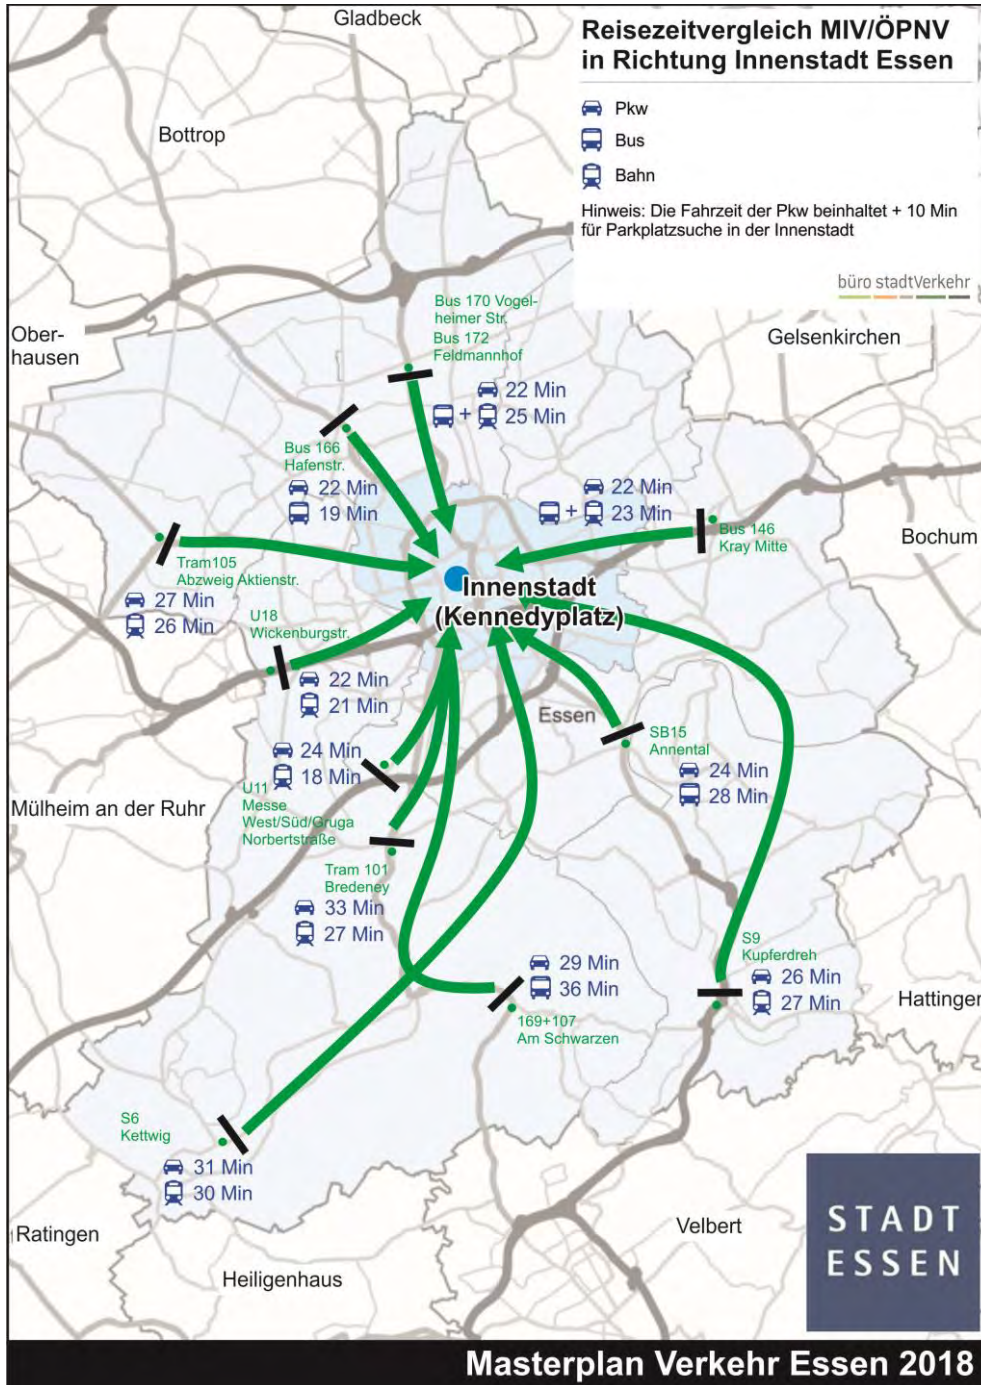 Gladbeck
Reisezeitvergleich MIV/ÖPNV
in Richtung Innenstadt Essen
Pkw
Bus
Bahn
Hinweis: Die Fahrzeit der Pkw beinhaltet + 10 Min
für Parkplatzsuche in der Innenstadt
büro stadtVerkehr
Bottrop
Ober-
hausen
Gelsenkirchen
Bus 170 Vogel-
heimer Str.
Bus 172
Feldmannhof
22 Min
+ 25 Min
Bus 166
Hafenstr.
22 Min
19 Min
22 Min
+ 23 Min
Bus 146
Kray Mitte
Bochum
Tram105
Abzweig Aktienstr.
27 Min
26 Min
Innenstadt
(Kennedyplatz)
U18
Wickenburgstr.
22 Min
21 Min
Essen
SB15
Annental
24 Min
28 Min
24 Min
18 Min
U11
Messe
West/Süd/Gruga
Norbertstraße
Mülheim an der Ruhr
Tram 101
Bredeney
33 Min
27 Min
S9
Kupferdreh
26 Min
27 Min
29 Min
36 Min
169+107
Am Schwarzen
Hattingen
S6
Kettwig
31 Min
30 Min
Ratingen
Heiligenhaus
Velbert
STADT
ESSEN
Masterplan Verkehr Essen 2018